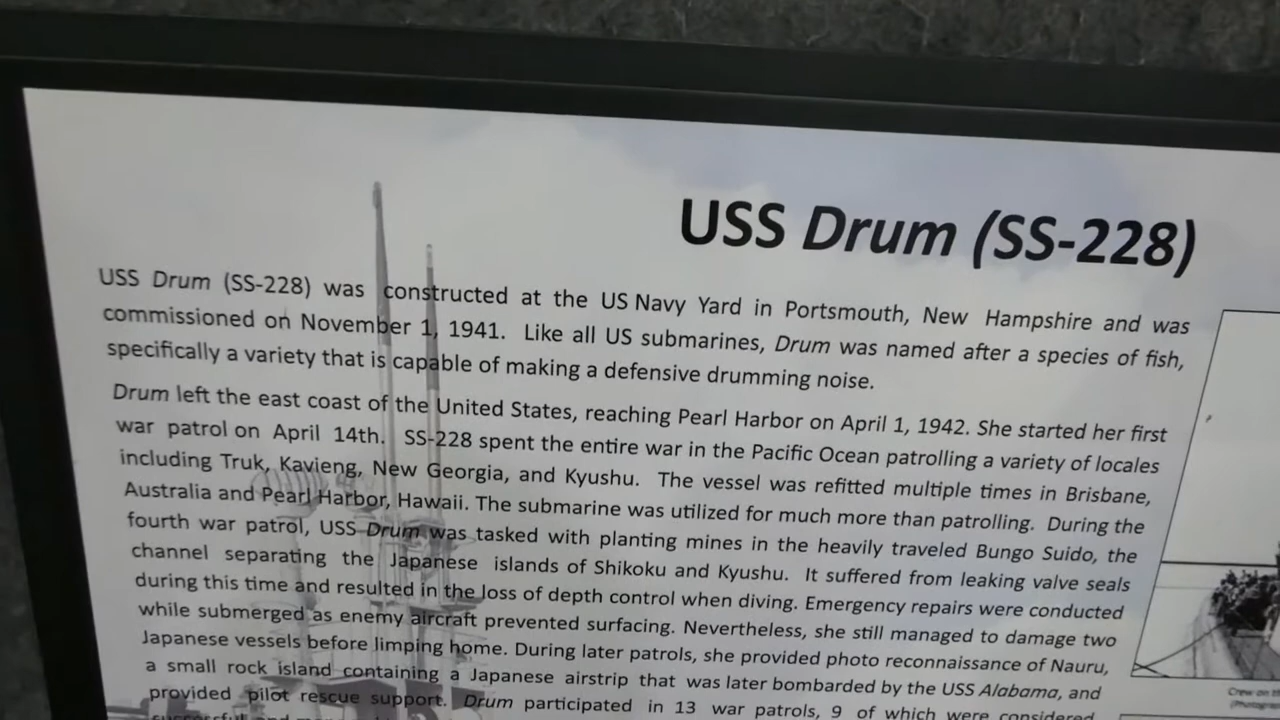 USS Drum (SS-228)
USS Drum (SS-228) was constructed at the US Navy Yard in Portsmouth, New Hampshire and was
commissioned on November 1, 1941. Like all US submarines, Drum was named after a species of fish,
specifically a variety that is capable of making a defensive drumming noise.
Drum left the east coast of the United States, reaching Pearl Harbor on April 1, 1942. She started her first
war patrol on April 14th. SS-228 spent the entire war in the Pacific Ocean patrolling a variety of locales
including Truk, Kavieng, New Georgia, and Kyushu. The vessel was refitted multiple times in Brisbane,
Australia and Pearl Harbor, Hawaii. The submarine was utilized for much more than patrolling. During the
fourth war patrol, USS Drum was tasked with planting mines in the heavily traveled Bungo Suido, the
channel separating the Japanese islands of Shikoku and Kyushu. It suffered from leaking valve seals
during this time and resulted in the loss of depth control when diving. Emergency repairs were conducted
while submerged as enemy aircraft prevented surfacing. Nevertheless, she still managed to damage two
Japanese vessels before limping home. During later patrols, she provided photo reconnaissance of Nauru,
a small rock island containing a Japanese airstrip that was later bombarded by the USS Alabama, and
provided pilot rescue support. Drum participated in 13 war patrols, 9 of which were considered
Crew on